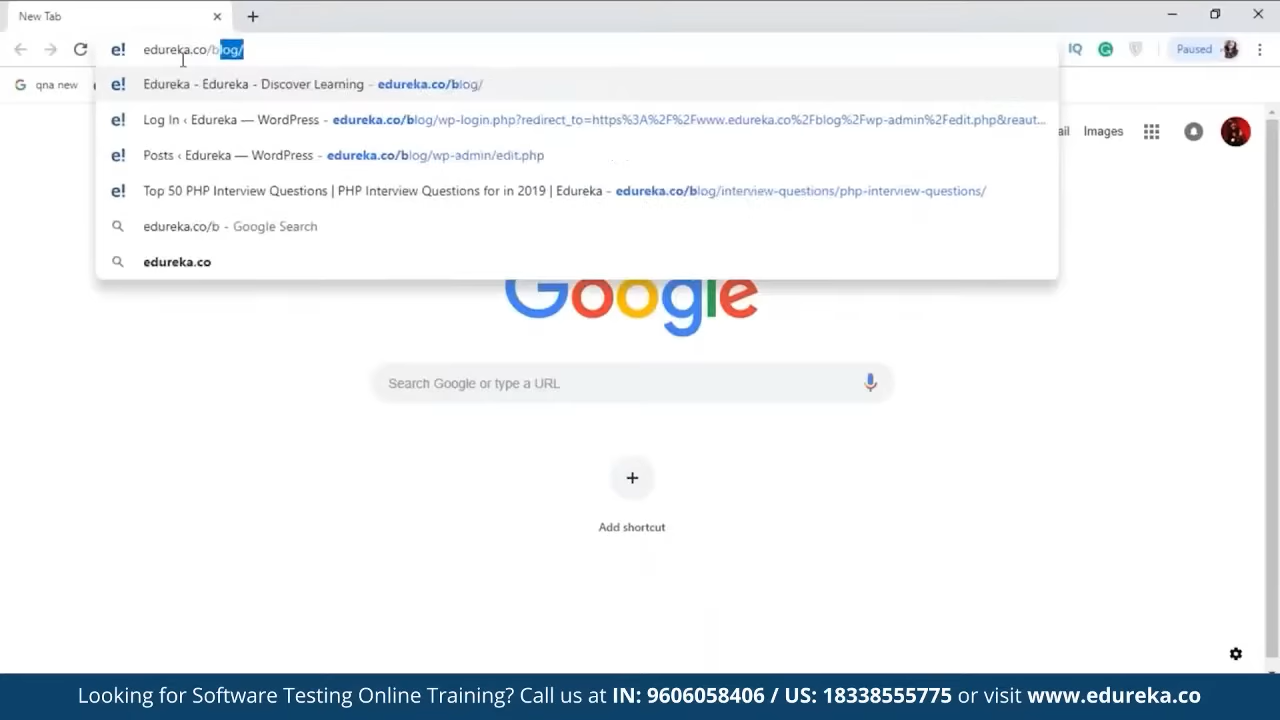 New Tab
edureka.co/blog/
IQ
Paused
qna new
Edureka - Edureka - Discover Learning - edureka.co/blog/
Log In ‹ Edureka — WordPress - edureka.co/blog/wp-login.php?redirect_to=https%3A%2F%2Fwww.edureka.co%2Fblog%2Fwp-admin%2Fedit.php&reaut...
Posts ‹ Edureka — WordPress - edureka.co/blog/wp-admin/edit.php
Top 50 PHP Interview Questions | PHP Interview Questions for in 2019 | Edureka - edureka.co/blog/interview-questions/php-interview-questions/
edureka.co/b - Google Search
edureka.co
ail Images
Google
Search Google or type a URL
Add shortcut
Looking for Software Testing Online Training? Call us at IN: 9606058406 / US: 18338555775 or visit www.edureka.co